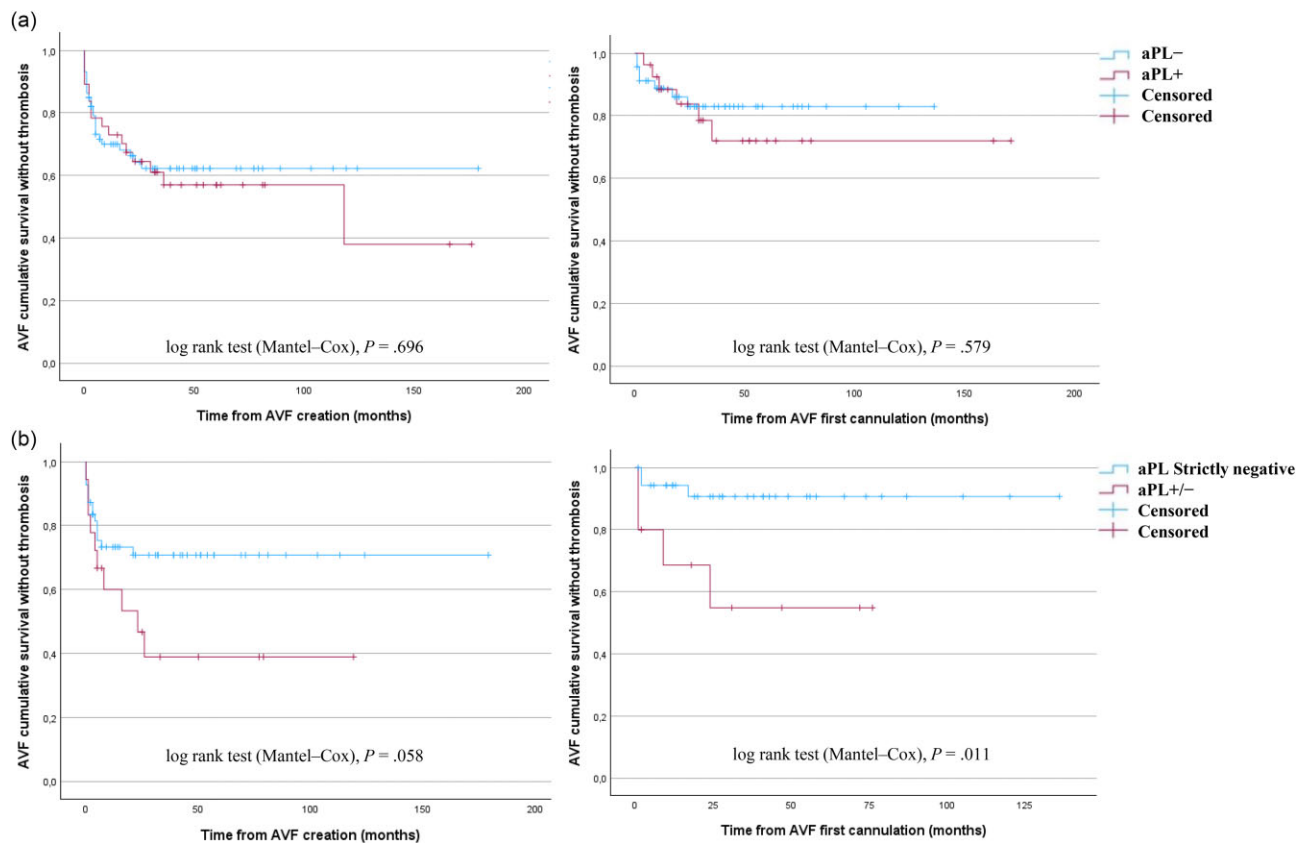 (a)
AVF cumulative survival without thrombosis
1,0
0,8
0,6
0,4
0,2
0,0
log rank test (Mantel–Cox), P = .696
0 50 100 150 200
Time from AVF creation (months)
AVF cumulative survival without thrombosis
1,0
0,8
0,6
0,4
0,2
0,0
log rank test (Mantel–Cox), P = .579
0 50 100 150 200
Time from AVF first cannulation (months)
aPL−
aPL+
Censored
Censored
(b)
AVF cumulative survival without thrombosis
1,0
0,8
0,6
0,4
0,2
0,0
log rank test (Mantel–Cox), P = .058
0 50 100 150 200
Time from AVF creation (months)
AVF cumulative survival without thrombosis
1,0
0,8
0,6
0,4
0,2
0,0
log rank test (Mantel–Cox), P = .011
0 25 75 125
Time from AVF first cannulation (months)
aPL Strictly negative
aPL+/−
Censored
Censored